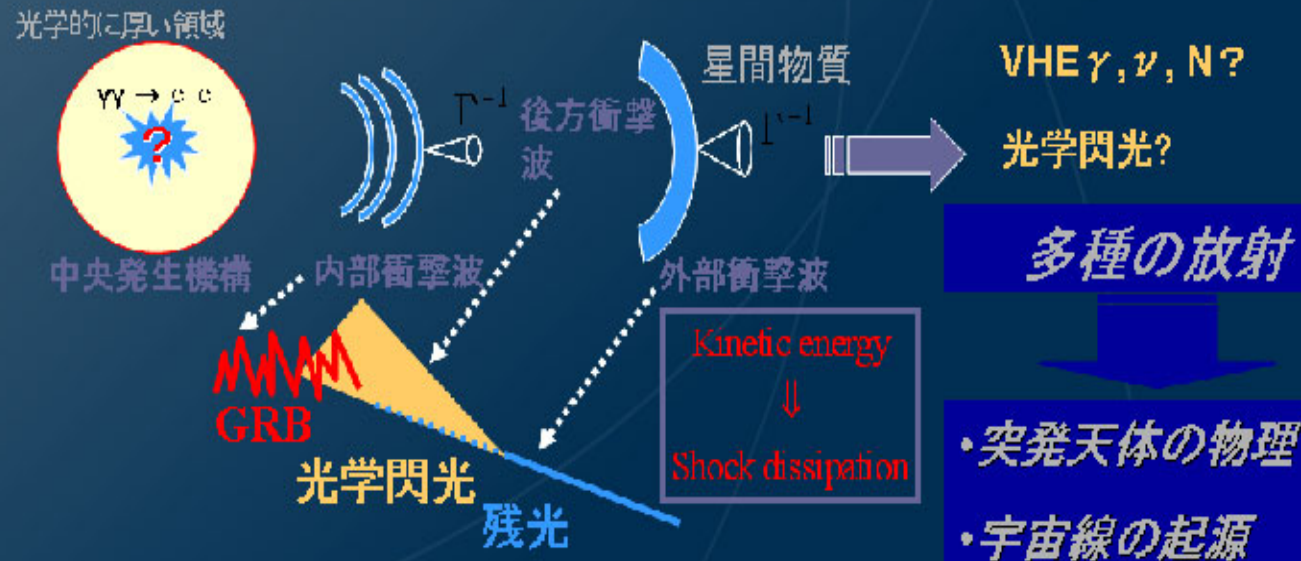 光学的に厚い領域
γγ → e e
?
Γ⁻¹
後方衝撃
波
星間物質
Γ⁻¹
VHE γ, ν, N?
光学閃光?
中央発生機構
内部衝撃波
外部衝撃波
多種の放射
GRB
光学閃光
残光
Kinetic energy
⇓
Shock dissipation
・突発天体の物理
・宇宙線の起源